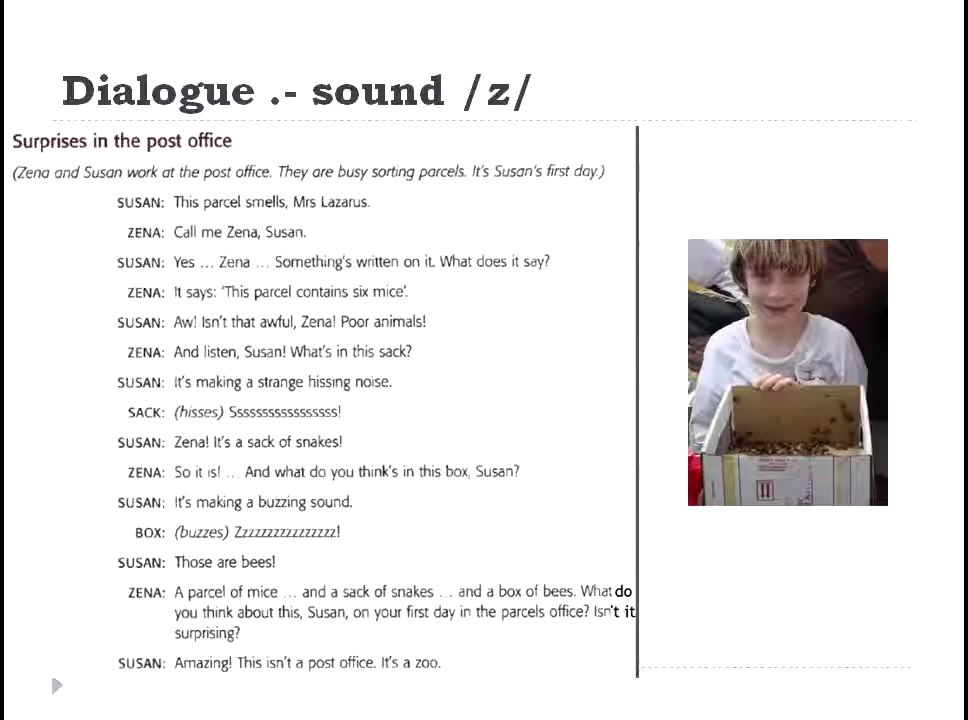 Dialogue .- sound /z/
Surprises in the post office
(Zena and Susan work at the post office. They are busy sorting parcels. It's Susan's first day.)
SUSAN: This parcel smells, Mrs Lazarus.
ZENA: Call me Zena, Susan.
SUSAN: Yes ... Zena ... Something's written on it. What does it say?
ZENA: It says: 'This parcel contains six mice'.
SUSAN: Aw! Isn't that awful, Zena! Poor animals!
ZENA: And listen, Susan! What's in this sack?
SUSAN: It's making a strange hissing noise.
SACK: (hisses) Sssssssssssssssss!
SUSAN: Zena! It's a sack of snakes!
ZENA: So it is! ... And what do you think's in this box, Susan?
SUSAN: It's making a buzzing sound.
BOX: (buzzes) Zzzzzzzzzzzzzzzz!
SUSAN: Those are bees!
ZENA: A parcel of mice ... and a sack of snakes ... and a box of bees. What do
you think about this, Susan, on your first day in the parcels office? Isn't it
surprising?
SUSAN: Amazing! This isn't a post office. It's a zoo.